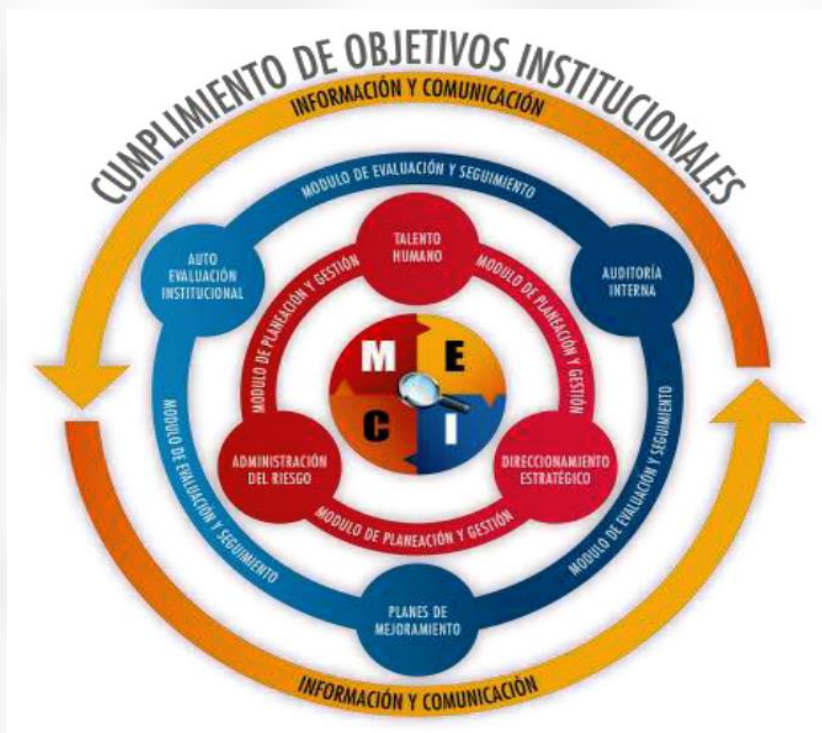 CUMPLIMIENTO DE OBJETIVOS INSTITUCIONALES
INFORMACIÓN Y COMUNICACIÓN
MODULO DE EVALUACIÓN Y SEGUIMIENTO
TALENTO
HUMANO
AUTO
EVALUACIÓN
INSTITUCIONAL
AUDITORÍA
INTERNA
MODULO DE PLANEACIÓN Y GESTIÓN
MODULO DE PLANEACIÓN Y GESTIÓN
M E
C I
MODULO DE EVALUACIÓN Y SEGUIMIENTO
MODULO DE EVALUACIÓN Y SEGUIMIENTO
ADMINISTRACIÓN
DEL RIESGO
DIRECCIONAMIENTO
ESTRATÉGICO
MODULO DE PLANEACIÓN Y GESTIÓN
PLANES DE
MEJORAMIENTO
INFORMACIÓN Y COMUNICACIÓN